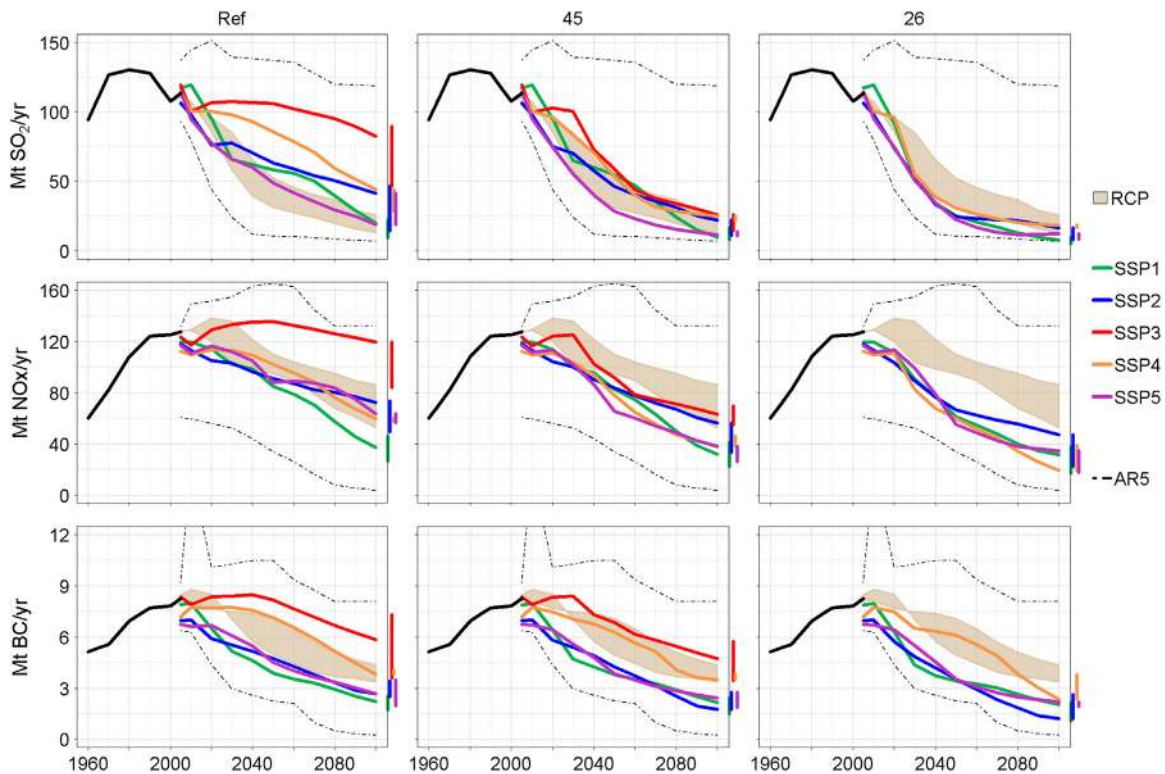 Ref 45 26
Mt SO₂/yr
150
100
50
0
RCP
SSP1
SSP2
SSP3
SSP4
SSP5
AR5
Mt NOx/yr
160
120
80
40
0
Mt BC/yr
12
9
6
3
0
1960 2000 2040 2080 1960 2000 2040 2080 1960 2000 2040 2080